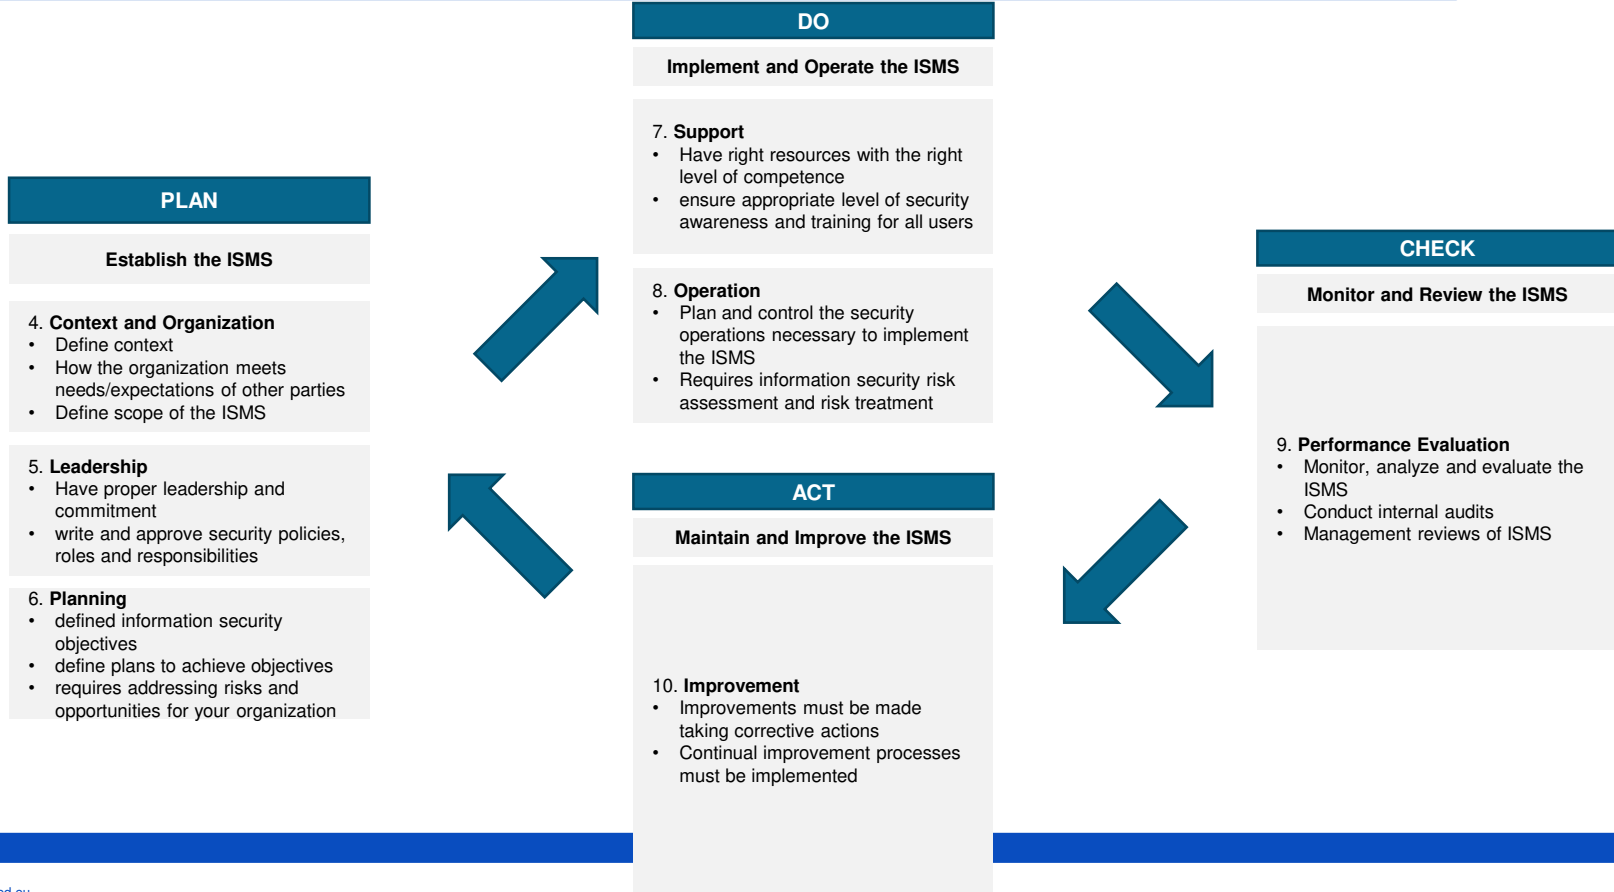 PLAN
Establish the ISMS
4. Context and Organization
• Define context
• How the organization meets
needs/expectations of other parties
• Define scope of the ISMS
5. Leadership
• Have proper leadership and
commitment
• write and approve security policies,
roles and responsibilities
6. Planning
• defined information security
objectives
• define plans to achieve objectives
• requires addressing risks and
opportunities for your organization
DO
Implement and Operate the ISMS
7. Support
• Have right resources with the right
level of competence
• ensure appropriate level of security
awareness and training for all users
8. Operation
• Plan and control the security
operations necessary to implement
the ISMS
• Requires information security risk
assessment and risk treatment
CHECK
Monitor and Review the ISMS
9. Performance Evaluation
• Monitor, analyze and evaluate the
ISMS
• Conduct internal audits
• Management reviews of ISMS
ACT
Maintain and Improve the ISMS
10. Improvement
• Improvements must be made
taking corrective actions
• Continual improvement processes
must be implemented